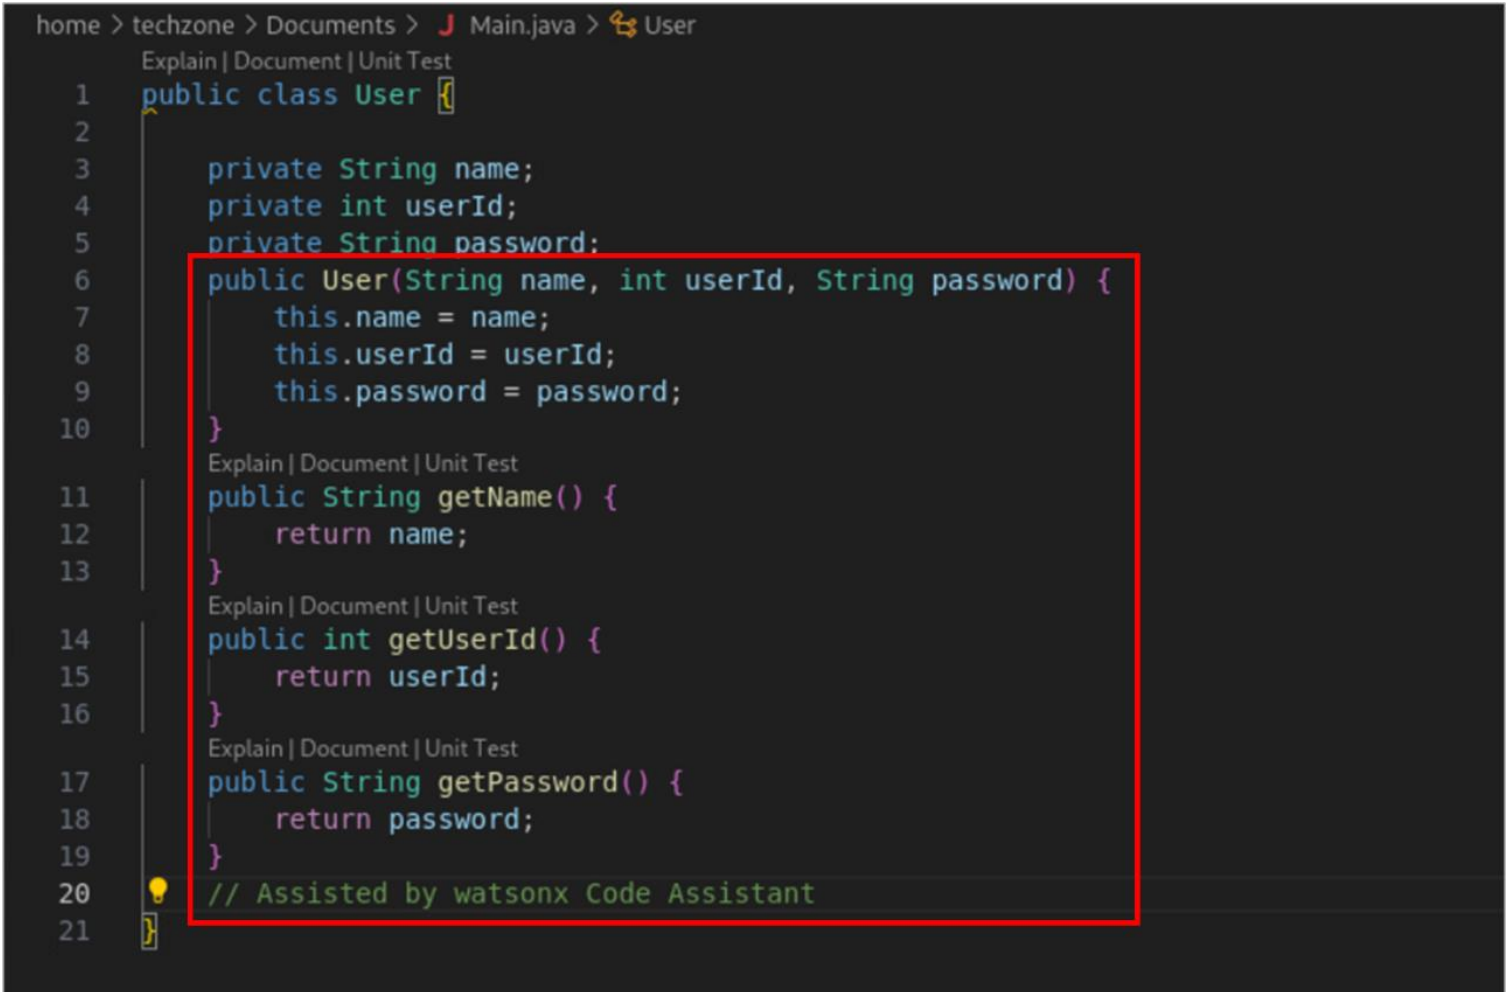 home > techzone > Documents > J Main.java > User
Explain | Document | Unit Test
1 public class User {
2
3 private String name;
4 private int userId;
5 private String password;
6 public User(String name, int userId, String password) {
7 this.name = name;
8 this.userId = userId;
9 this.password = password;
10 }
Explain | Document | Unit Test
11 public String getName() {
12 return name;
13 }
Explain | Document | Unit Test
14 public int getUserId() {
15 return userId;
16 }
Explain | Document | Unit Test
17 public String getPassword() {
18 return password;
19 }
20 // Assisted by watsonx Code Assistant
21 }